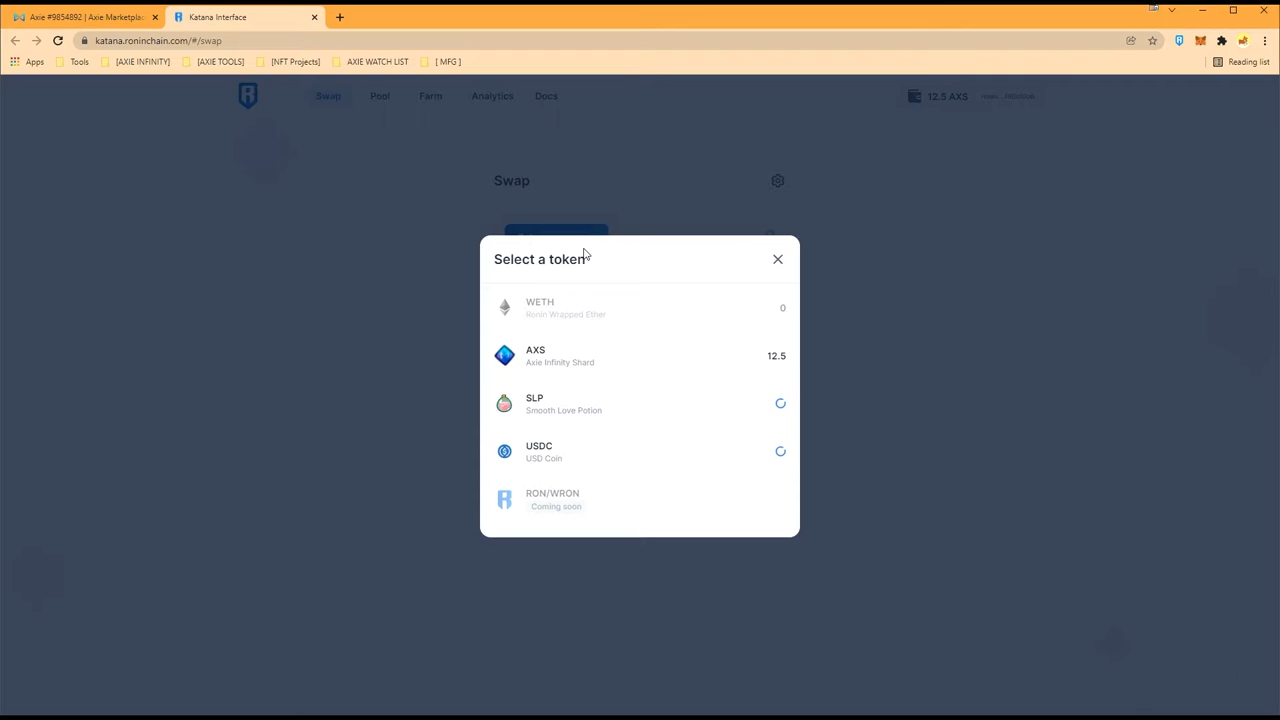 Axie #9854892 | Axie Marketpla
Katana Interface
katana.roninchain.com/#/swap
Apps
Tools
[AXIE INFINITY]
[AXIE TOOLS]
[NFT Projects]
AXIE WATCH LIST
[ MFG ]
Reading list
Swap
Pool
Farm
Analytics
Docs
12.5 AXS
Swap
Select a token
WETH
Ronin Wrapped Ether
0
AXS
Axie Infinity Shard
12.5
SLP
Smooth Love Potion
USDC
USD Coin
RON/WRON
Coming soon